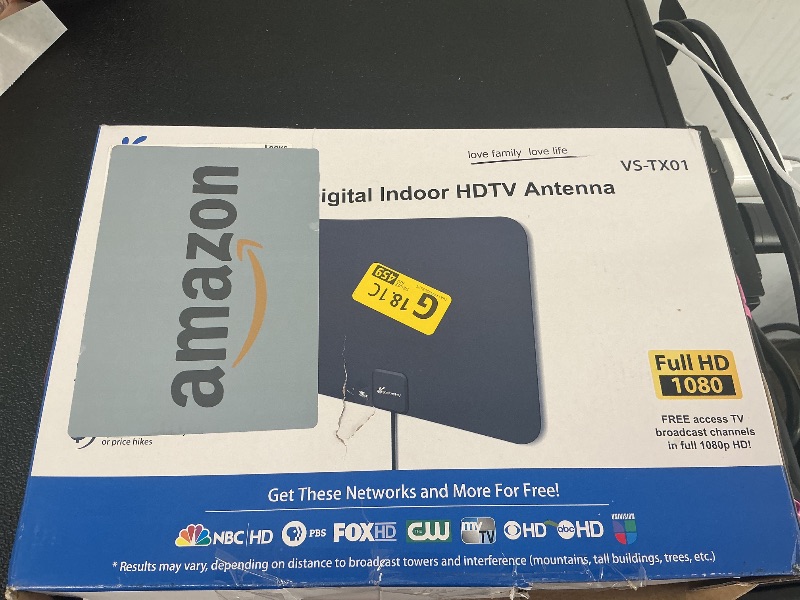 love family love life
VS-TX01
igital Indoor HDTV Antenna
amazon
G 18.1C
459
Full HD
1080
FREE access TV
broadcast channels
in full 1080p HD!
or price hikes
Get These Networks and More For Free!
NBC HD PBS FOX HD CW my TV HD abc HD UNIVISION
* Results may vary, depending on distance to broadcast towers and interference (mountains, tall buildings, trees, etc.)